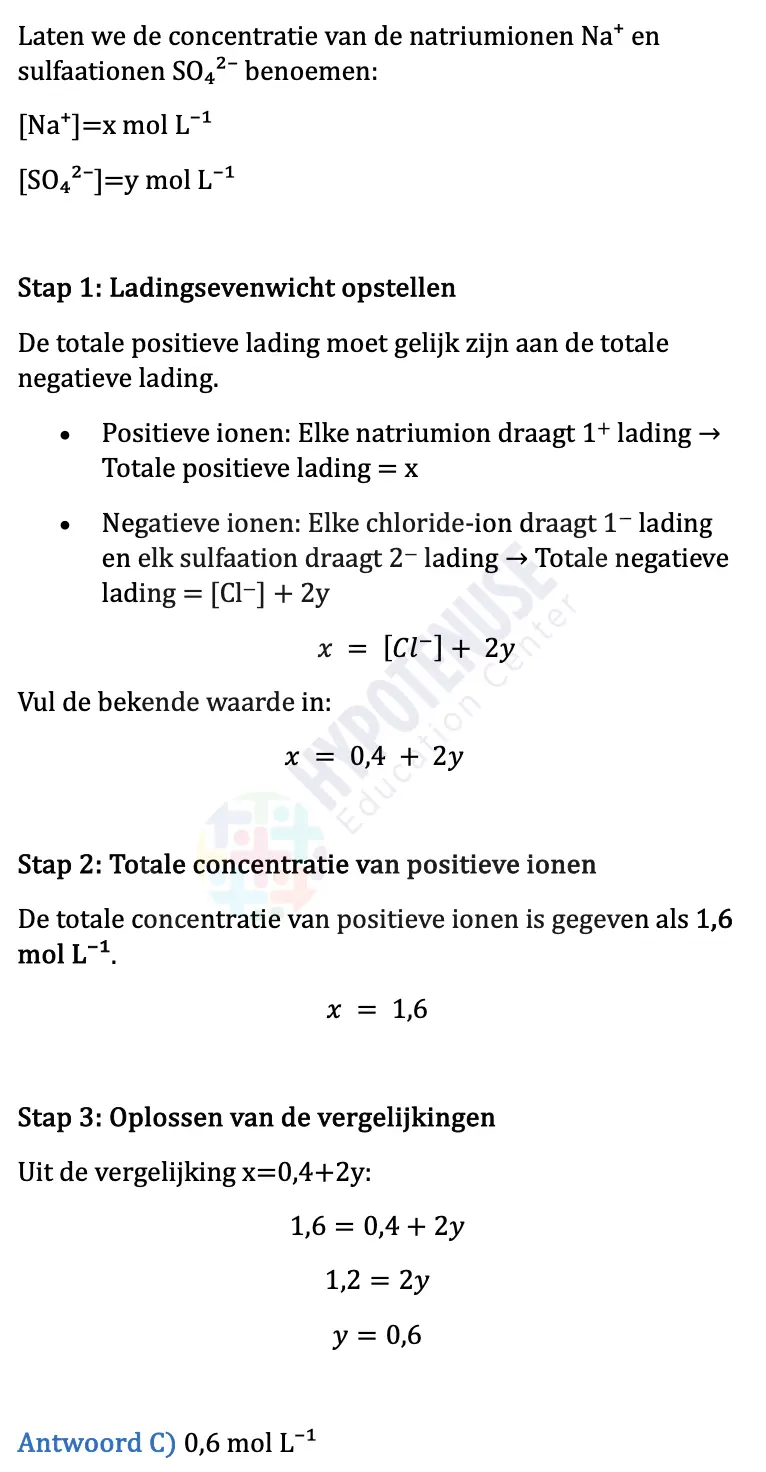 Laten we de concentratie van de natriumionen Na⁺ en
sulfaationen SO₄²⁻ benoemen:
[Na⁺]=x mol L⁻¹
[SO₄²⁻]=y mol L⁻¹
Stap 1: Ladingsevenwicht opstellen
De totale positieve lading moet gelijk zijn aan de totale
negatieve lading.
• Positieve ionen: Elke natriumion draagt 1⁺ lading →
Totale positieve lading = x
• Negatieve ionen: Elke chloride-ion draagt 1⁻ lading
en elk sulfaation draagt 2⁻ lading → Totale negatieve
lading = [Cl⁻] + 2y
x = [Cl⁻] + 2y
Vul de bekende waarde in:
x = 0,4 + 2y
HYPOTENUSE
Education Center
Stap 2: Totale concentratie van positieve ionen
De totale concentratie van positieve ionen is gegeven als 1,6
mol L⁻¹.
x = 1,6
Stap 3: Oplossen van de vergelijkingen
Uit de vergelijking x=0,4+2y:
1,6 = 0,4 + 2y
1,2 = 2y
y = 0,6
Antwoord C) 0,6 mol L⁻¹